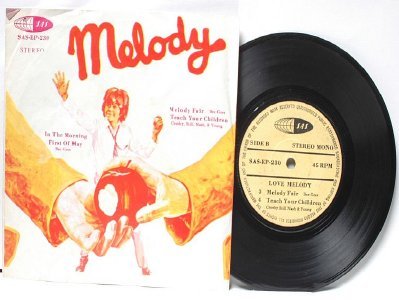 SAS
SAS-EP-230
STEREO
Melody
In The Morning
First Of May
Bee Gees
Melody Fair Bee Gees
Teach Your Children
Crosby, Still, Nash, & Young
SAS
SIDE B STEREO MONO
SAS-EP-230
45 RPM
LOVE MELODY
3 Melody Fair Bee Gees
4 Teach Your Children
Crosby, Still, Nash & Young